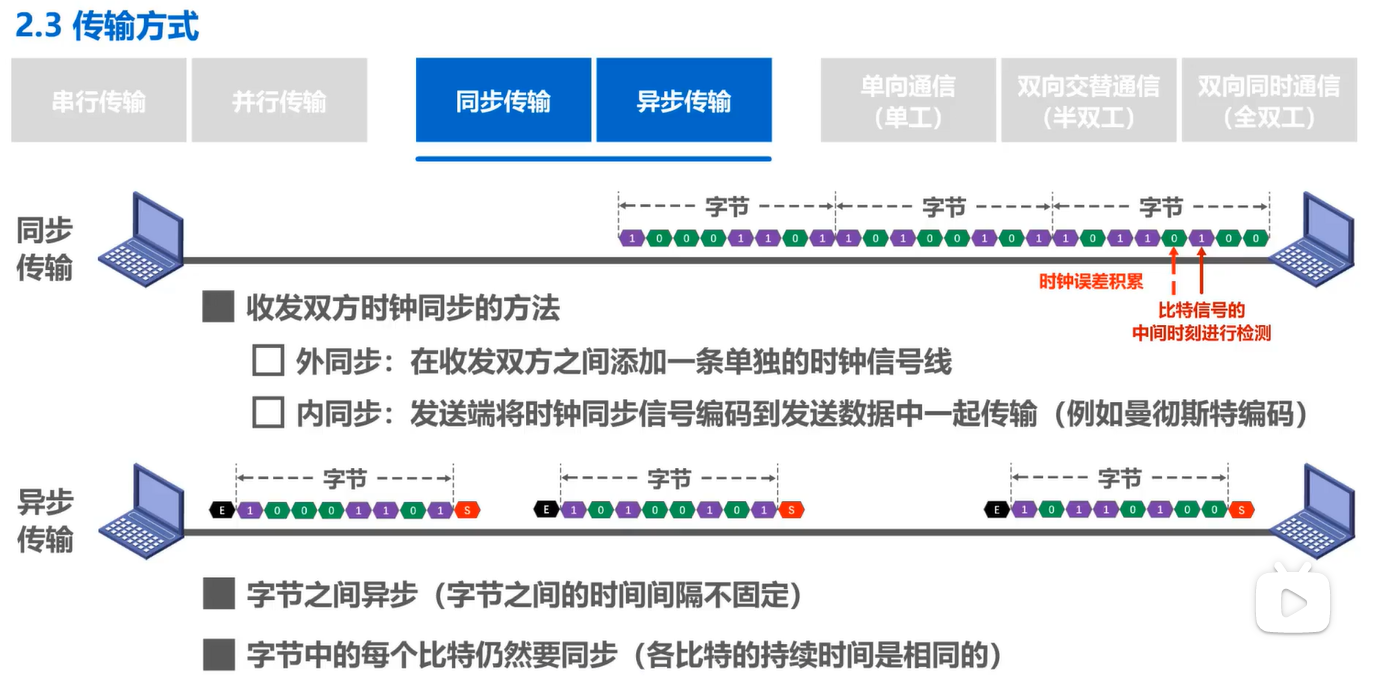 2.3 传输方式
串行传输
并行传输
同步传输
异步传输
单向通信
（单工）
双向交替通信
（半双工）
双向同时通信
（全双工）
同步
传输
字节
字节
字节
1 0 0 0 1 1 0 1 1 0 1 0 0 1 0 1 1 0 1 1 0 1 0 0
时钟误差积累
比特信号的
中间时刻进行检测
收发双方时钟同步的方法
外同步：在收发双方之间添加一条单独的时钟信号线
内同步：发送端将时钟同步信号编码到发送数据中一起传输（例如曼彻斯特编码）
异步
传输
字节
字节
字节
E 1 0 0 0 1 1 0 1 S
E 1 0 1 0 0 1 0 1 S
E 1 0 1 1 0 1 0 0 S
字节之间异步（字节之间的时间间隔不固定）
字节中的每个比特仍然要同步（各比特的持续时间是相同的）